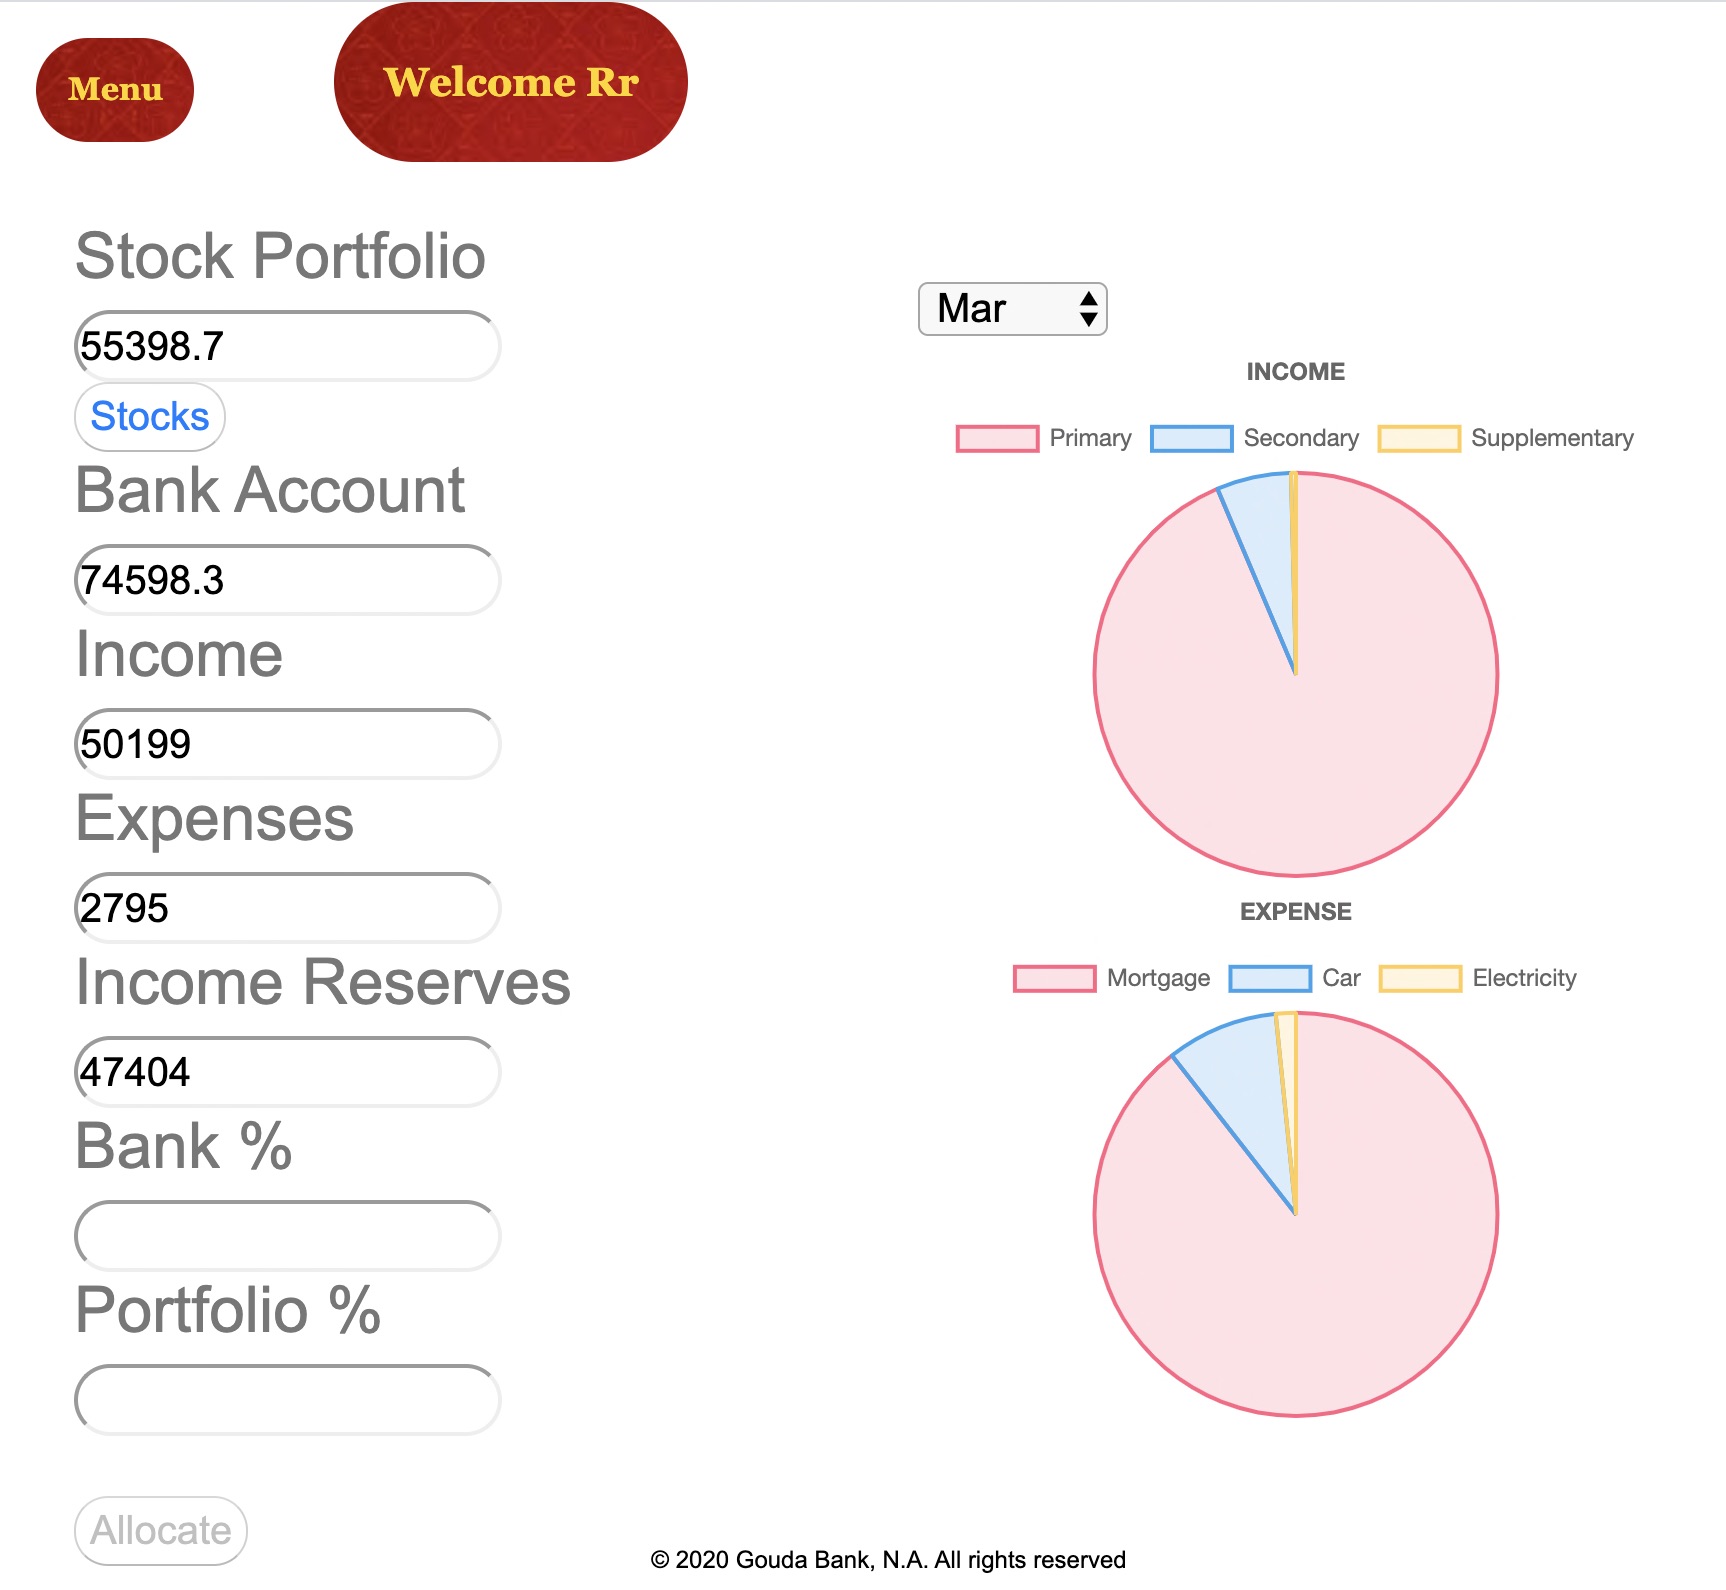 Menu
Welcome Rr
Stock Portfolio
55398.7
Stocks
Bank Account
74598.3
Income
50199
Expenses
2795
Income Reserves
47404
Bank %
Portfolio %
Allocate
Mar
INCOME
Primary Secondary Supplementary
EXPENSE
Mortgage Car Electricity
© 2020 Gouda Bank, N.A. All rights reserved